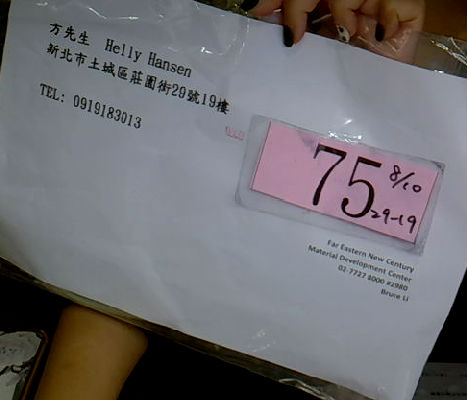 方先生 Helly Hansen
新北市土城區莊園街29號19樓
TEL: 0919183013
75
8/10
29-19
Far Eastern New Century
Material Development Center
02-7727 8000 #2980
Bruce Li